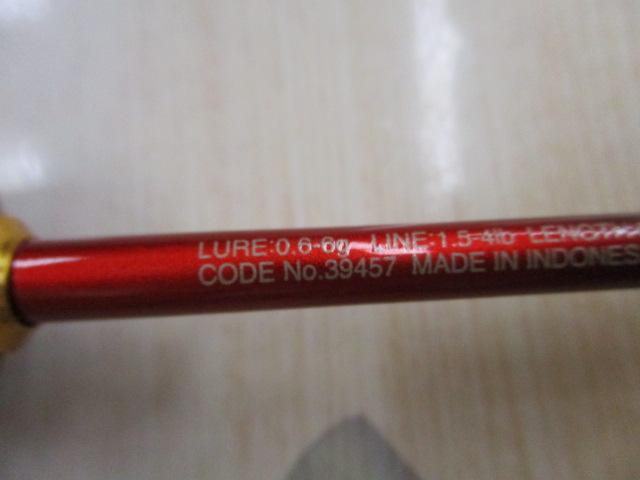 LURE:0.6-6g LINE:1.5-4lb
CODE No.39457 MADE IN INDONES